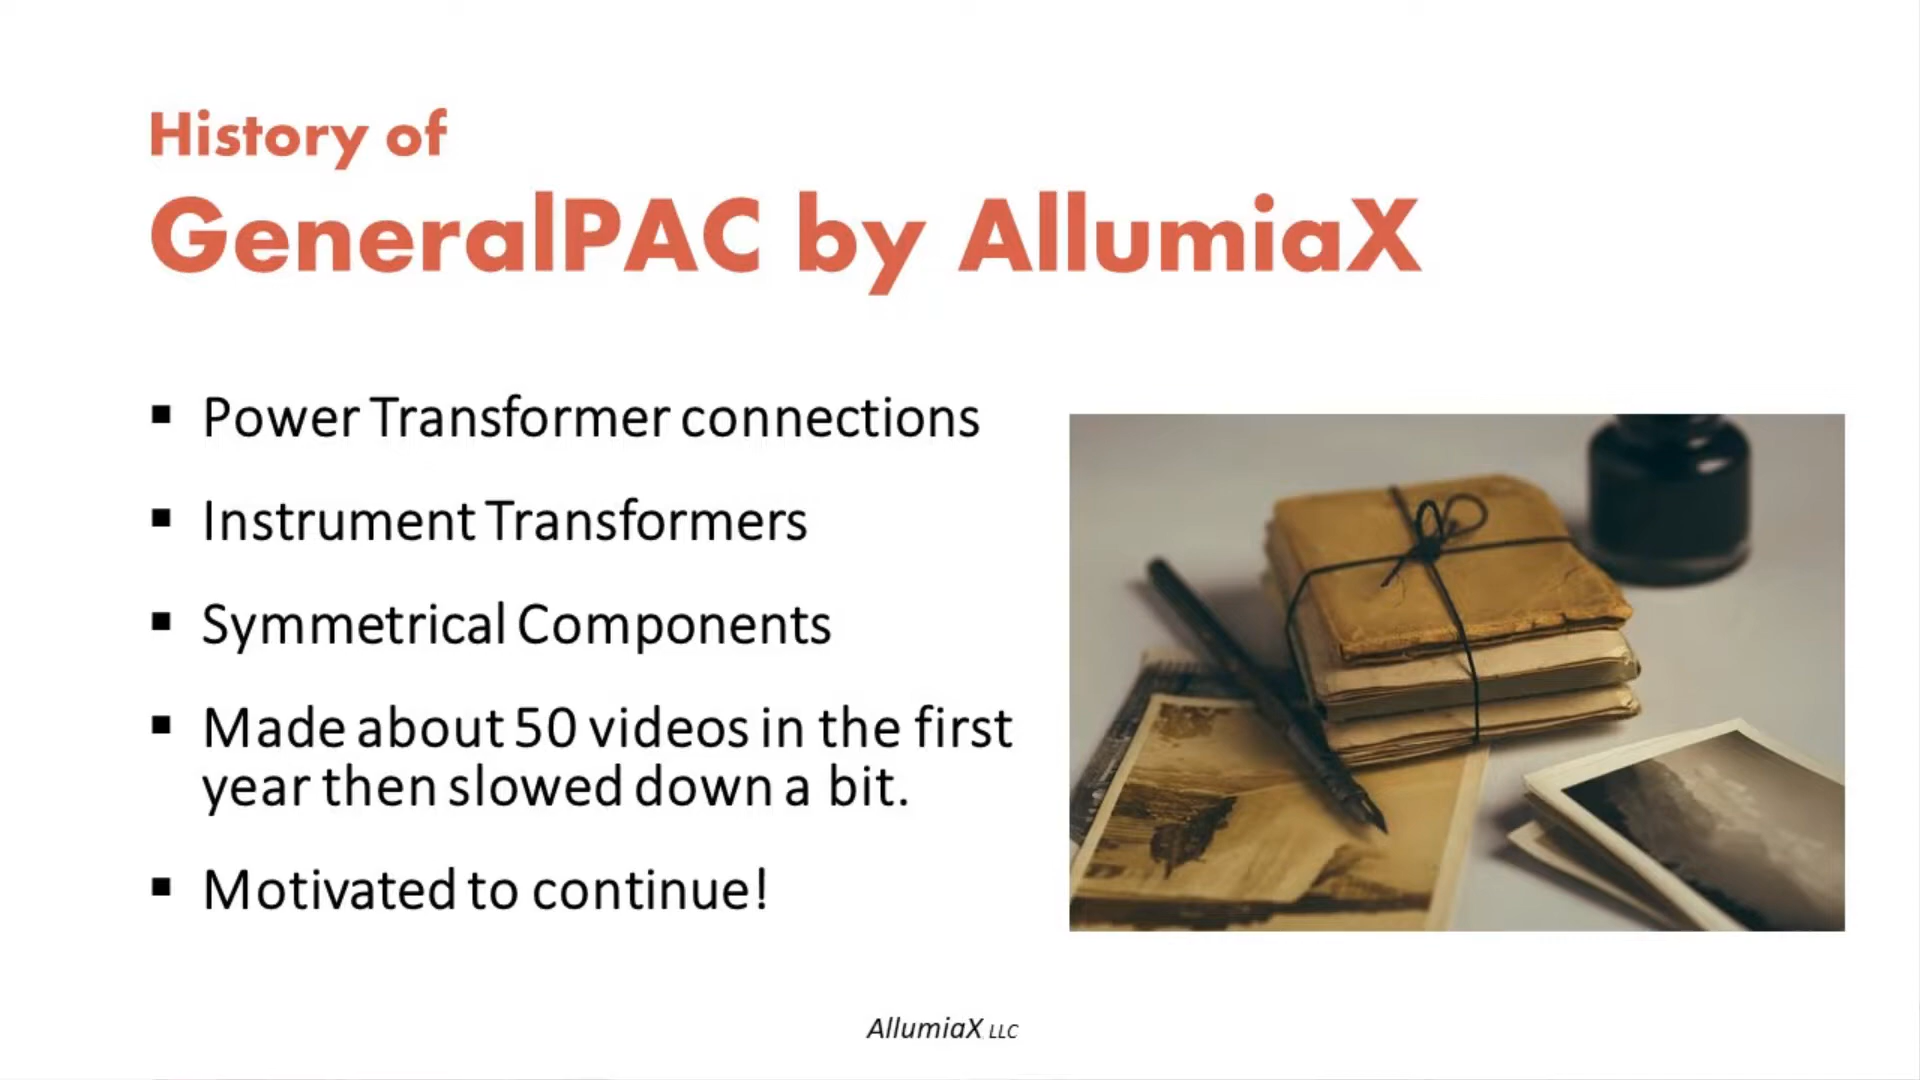 History of
GeneralPAC by AllumiaX
▪ Power Transformer connections
▪ Instrument Transformers
▪ Symmetrical Components
▪ Made about 50 videos in the first
year then slowed down a bit.
▪ Motivated to continue!
AllumiaX LLC